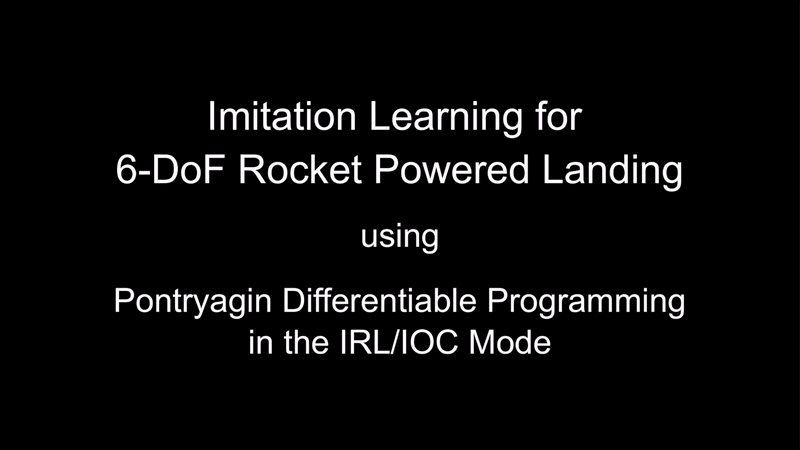 Imitation Learning for
6-DoF Rocket Powered Landing
using
Pontryagin Differentiable Programming
in the IRL/IOC Mode